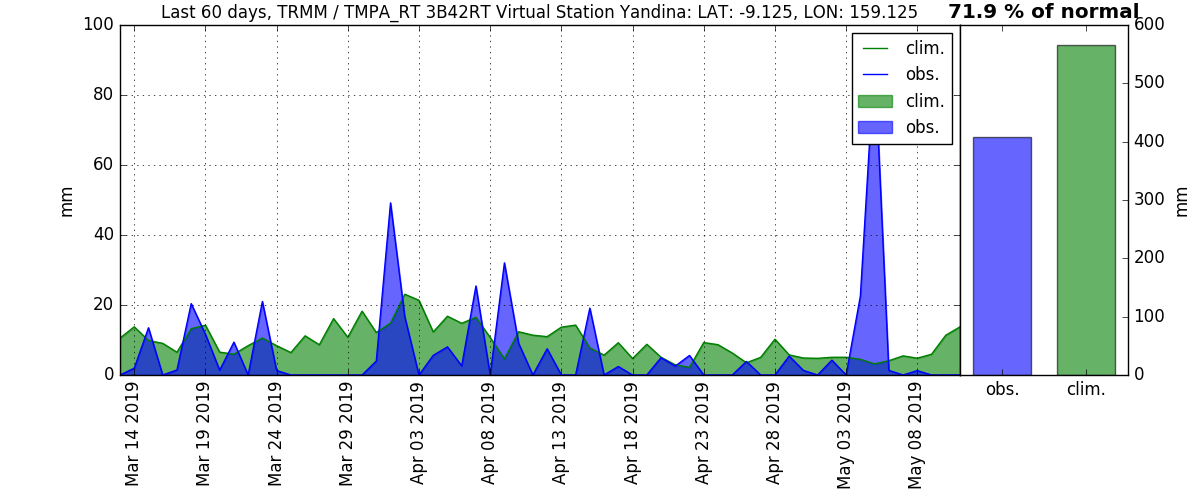 Last 60 days, TRMM / TMPA_RT 3B42RT Virtual Station Yandina: LAT: -9.125, LON: 159.125
71.9 % of normal
100
80
60
40
20
0
mm
clim.
obs.
clim.
obs.
600
500
400
300
200
100
0
mm
obs.
clim.
Mar 14 2019
Mar 19 2019
Mar 24 2019
Mar 29 2019
Apr 03 2019
Apr 08 2019
Apr 13 2019
Apr 18 2019
Apr 23 2019
Apr 28 2019
May 03 2019
May 08 2019